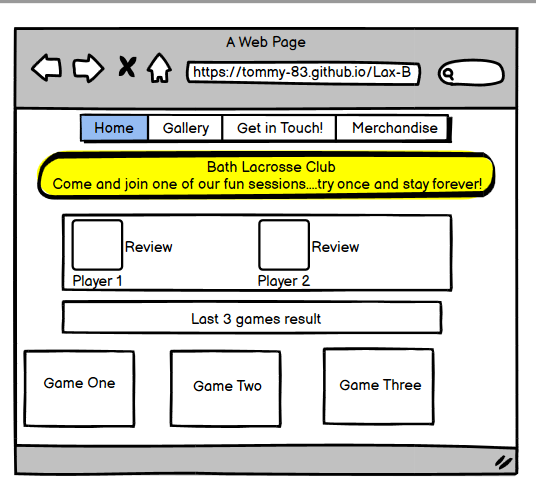 A Web Page
https://tommy-83.github.io/Lax-B
Home Gallery Get in Touch! Merchandise
Bath Lacrosse Club
Come and join one of our fun sessions....try once and stay forever!
Review Review
Player 1 Player 2
Last 3 games result
Game One Game Two Game Three